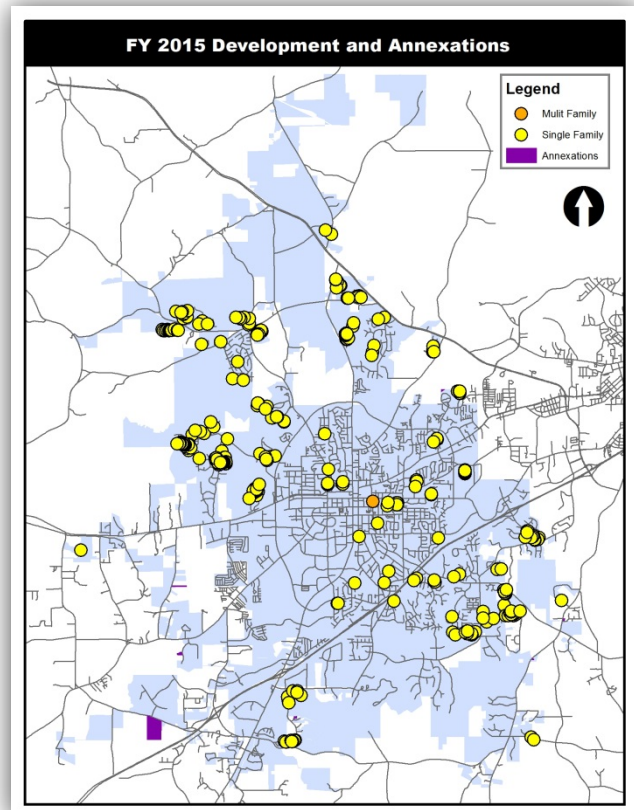 FY 2015 Development and Annexations
Legend
Mulit Family
Single Family
Annexations